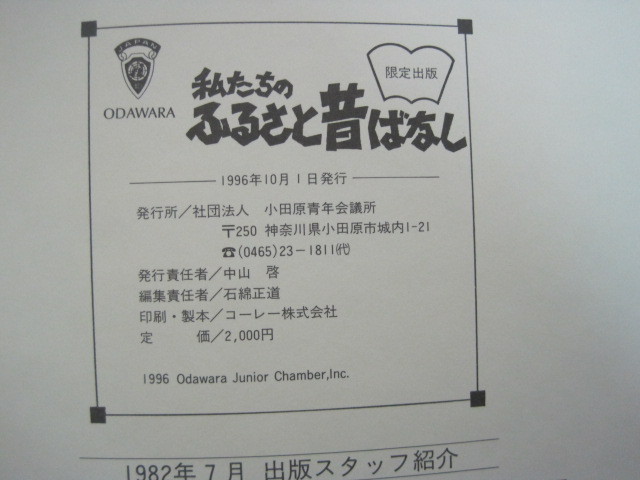 JAPAN
ODAWARA
限定出版
私たちの
ふるさと昔ばなし
1996年10月1日発行
発行所／社団法人　小田原青年会議所
〒250 神奈川県小田原市城内1-21
☎(0465)23－1811㈹
発行責任者／中山　啓
編集責任者／石綿正道
印刷・製本／コーレー株式会社
定　　　価／2,000円
1996 Odawara Junior Chamber,Inc.
1982年7月 出版スタッフ紹介